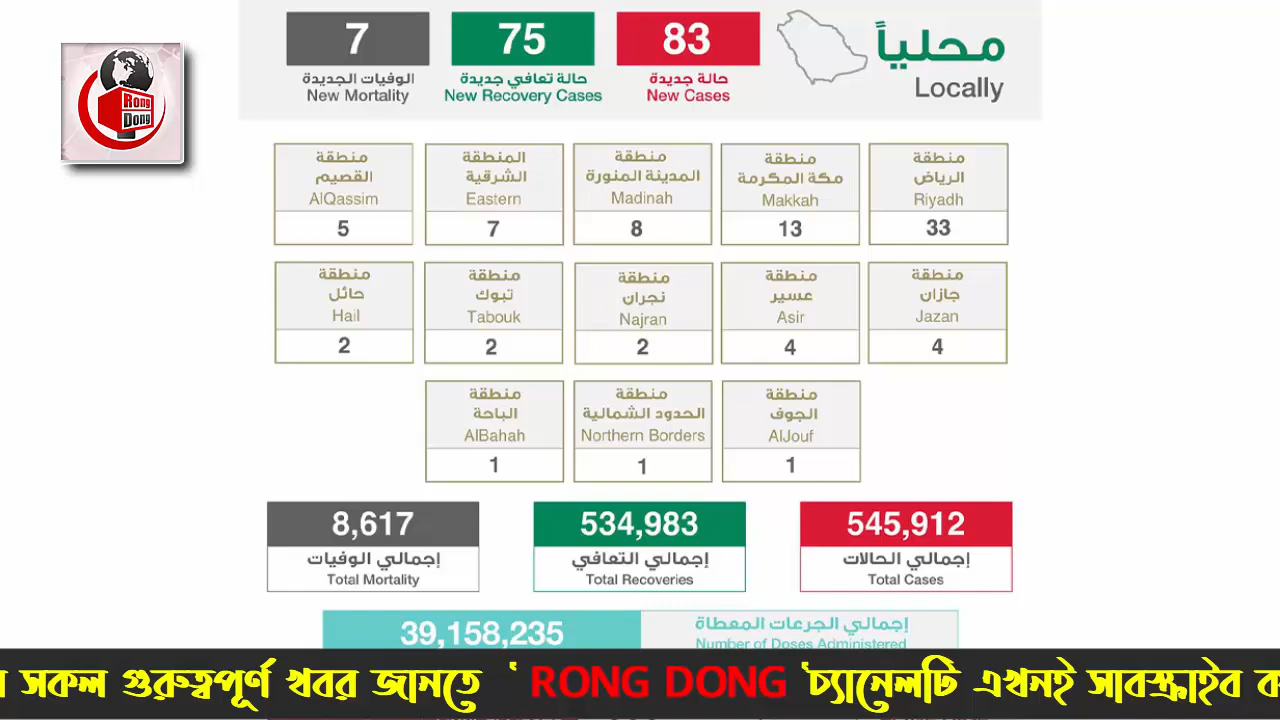 7
75
83
محلياً
Locally
الوفيات الجديدة
New Mortality
حالة تعافي جديدة
New Recovery Cases
حالة جديدة
New Cases
Rong
Dong
منطقة
القصيم
AlQassim
5
المنطقة
الشرقية
Eastern
7
منطقة
المدينة المنورة
Madinah
8
منطقة
مكة المكرمة
Makkah
13
منطقة
الرياض
Riyadh
33
منطقة
حائل
Hail
2
منطقة
تبوك
Tabouk
2
منطقة
نجران
Najran
2
منطقة
عسير
Asir
4
منطقة
جازان
Jazan
4
منطقة
الباحة
AlBahah
1
منطقة
الحدود الشمالية
Northern Borders
1
منطقة
الجوف
AlJouf
1
8,617
إجمالي الوفيات
Total Mortality
534,983
إجمالي التعافي
Total Recoveries
545,912
إجمالي الحالات
Total Cases
39,158,235
إجمالي الجرعات المعطاة
Number of Doses Administered
সকল গুরুত্বপূর্ণ খবর জানতে ' RONG DONG 'চ্যানেলটি এখনই সাবস্ক্রাইব